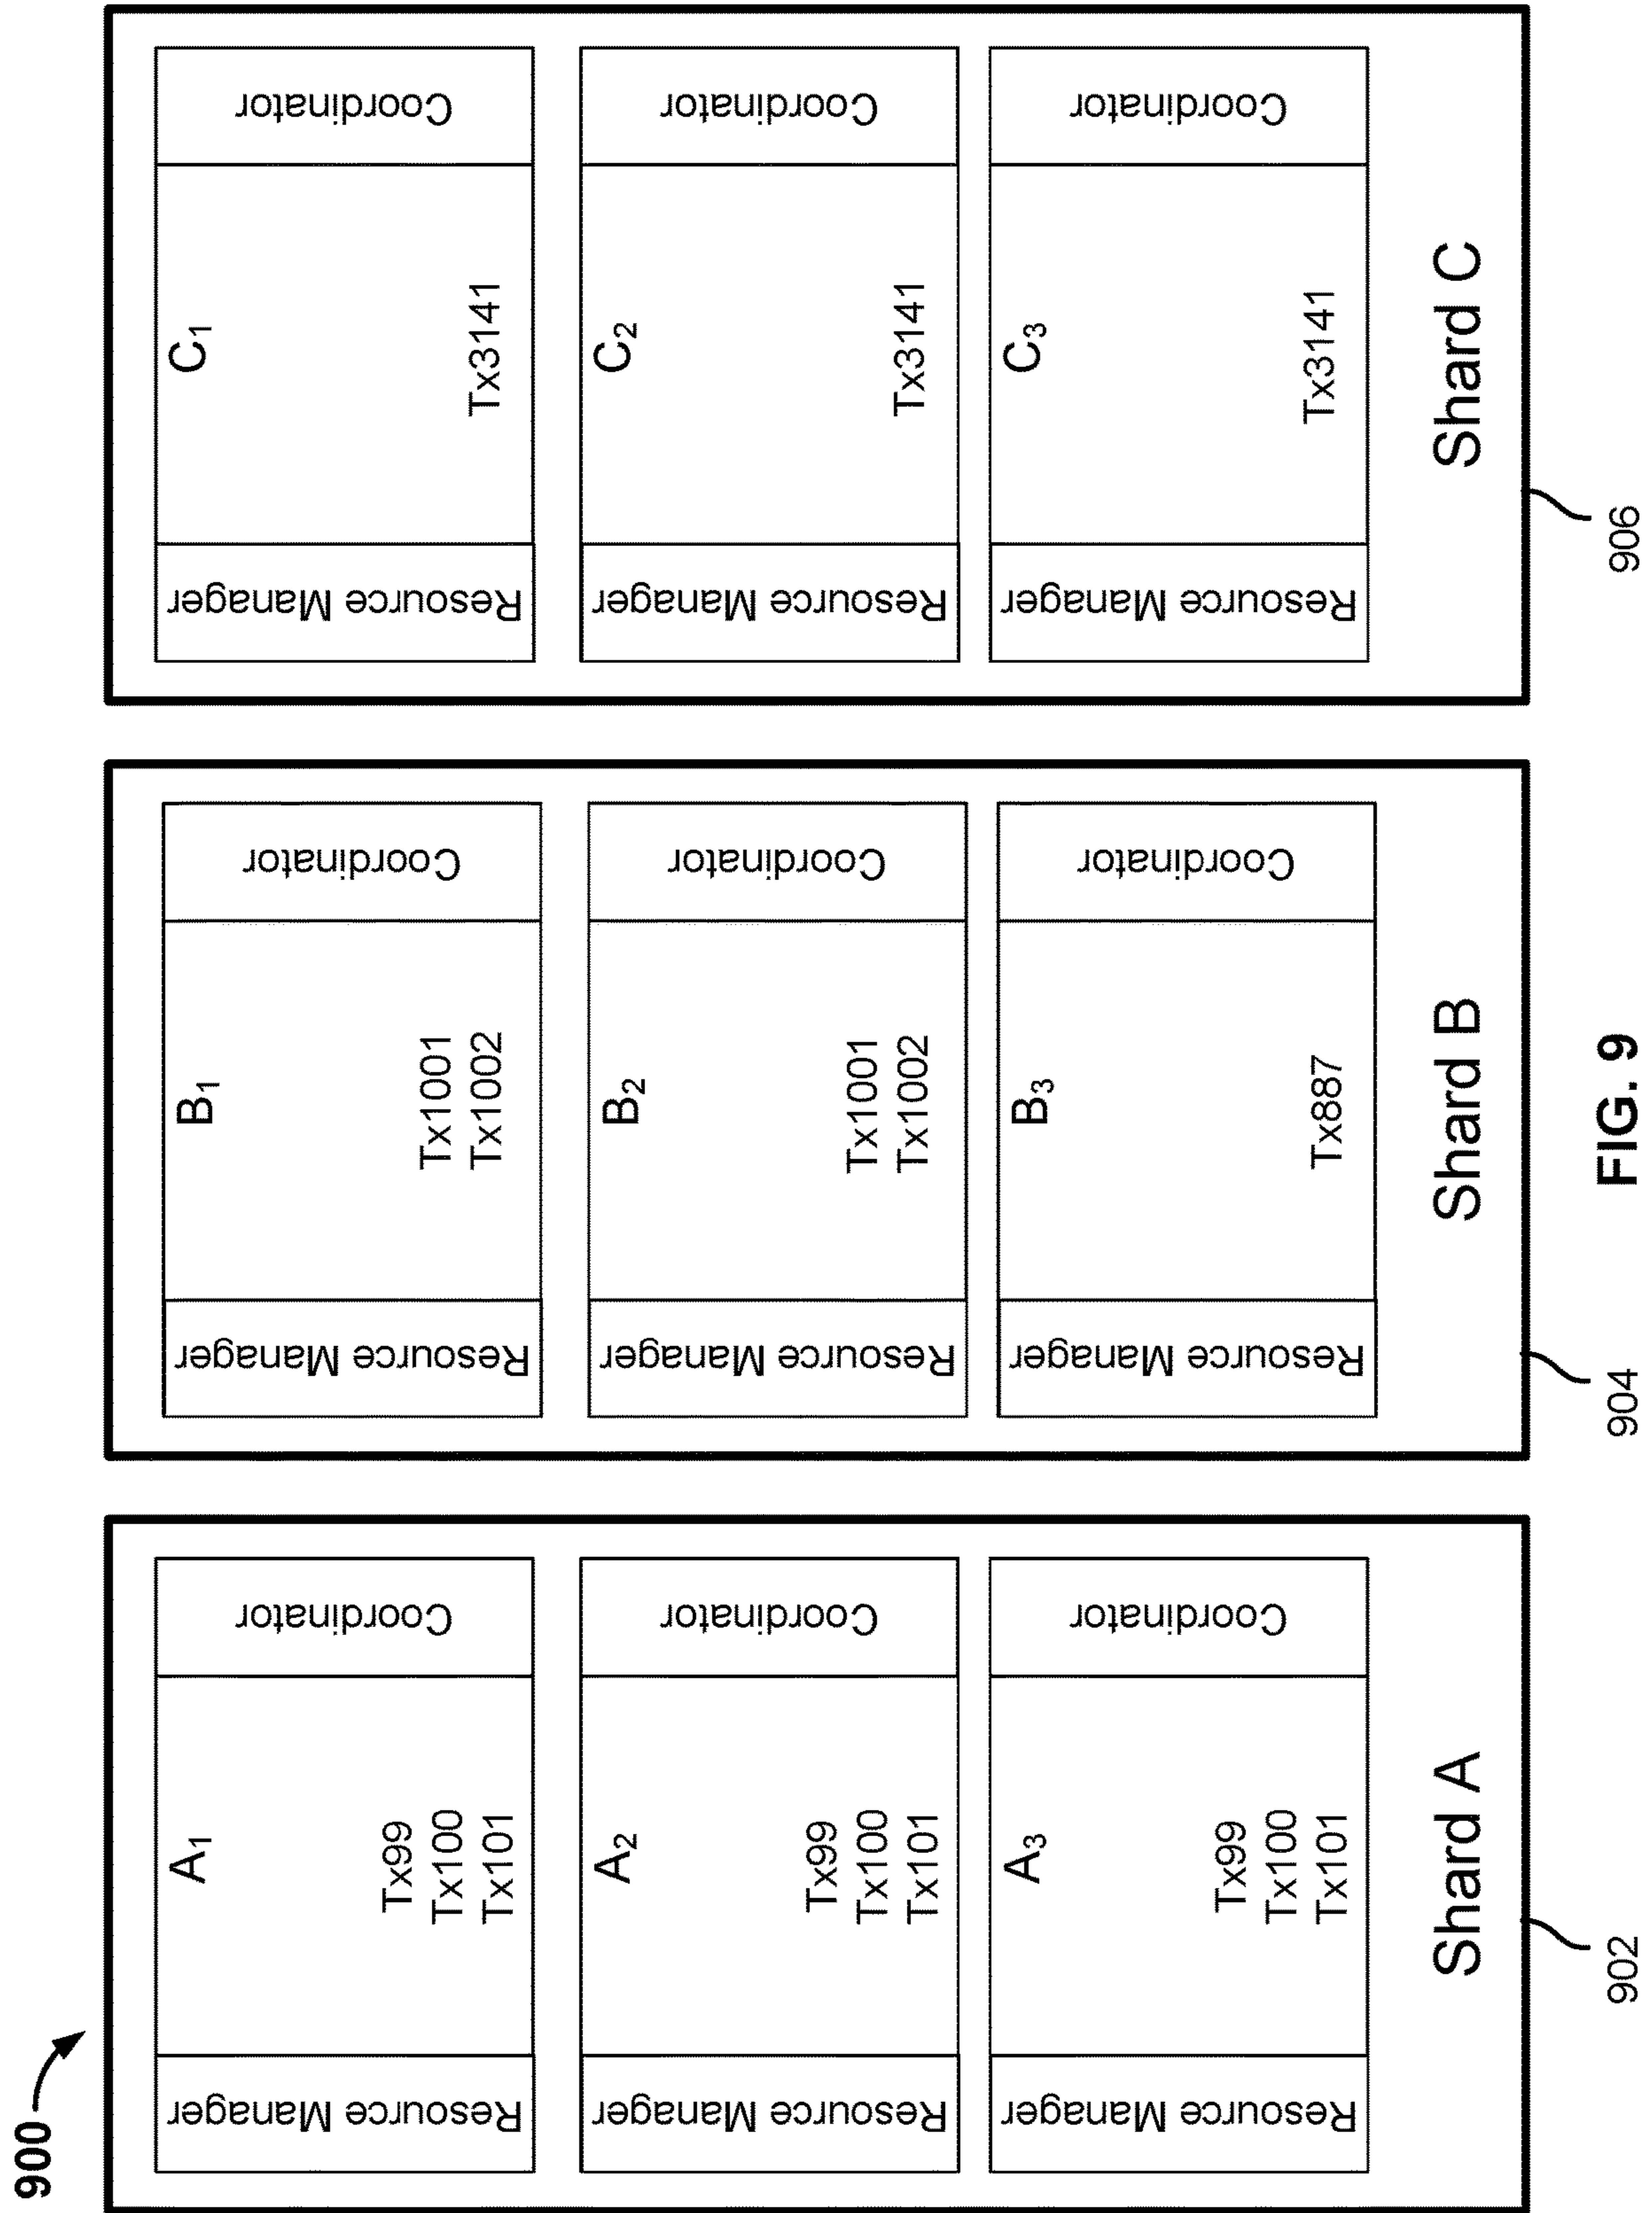 900
Resource Manager
A1
Tx99
Tx100
Tx101
Coordinator
Resource Manager
A2
Tx99
Tx100
Tx101
Coordinator
Resource Manager
A3
Tx99
Tx100
Tx101
Coordinator
Shard A
902
Resource Manager
B1
Tx1001
Tx1002
Coordinator
Resource Manager
B2
Tx1001
Tx1002
Coordinator
Resource Manager
B3
Tx887
Coordinator
Shard B
904
Resource Manager
C1
Tx3141
Coordinator
Resource Manager
C2
Tx3141
Coordinator
Resource Manager
C3
Tx3141
Coordinator
Shard C
906
FIG. 9